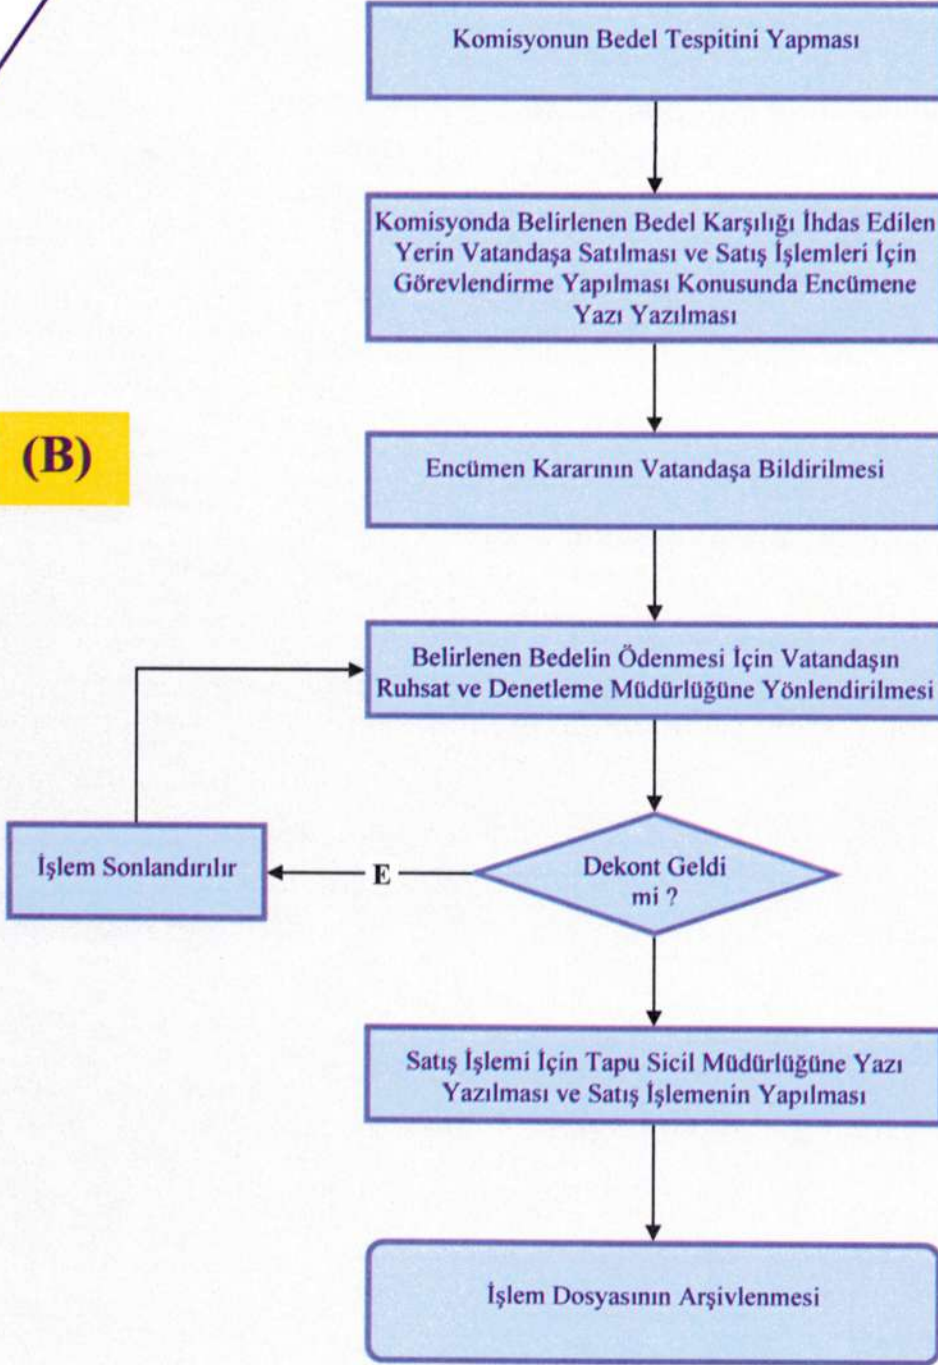 Komisyonun Bedel Tespitini Yapması
Komisyonda Belirlenen Bedel Karşılığı İhdas Edilen
Yerin Vatandaşa Satılması ve Satış İşlemleri İçin
Görevlendirme Yapılması Konusunda Encümene
Yazı Yazılması
(B)
Encümen Kararının Vatandaşa Bildirilmesi
Belirlenen Bedelin Ödenmesi İçin Vatandaşın
Ruhsat ve Denetleme Müdürlüğüne Yönlendirilmesi
İşlem Sonlandırılır
E
Dekont Geldi
mi ?
Satış İşlemi İçin Tapu Sicil Müdürlüğüne Yazı
Yazılması ve Satış İşlemenin Yapılması
İşlem Dosyasının Arşivlenmesi